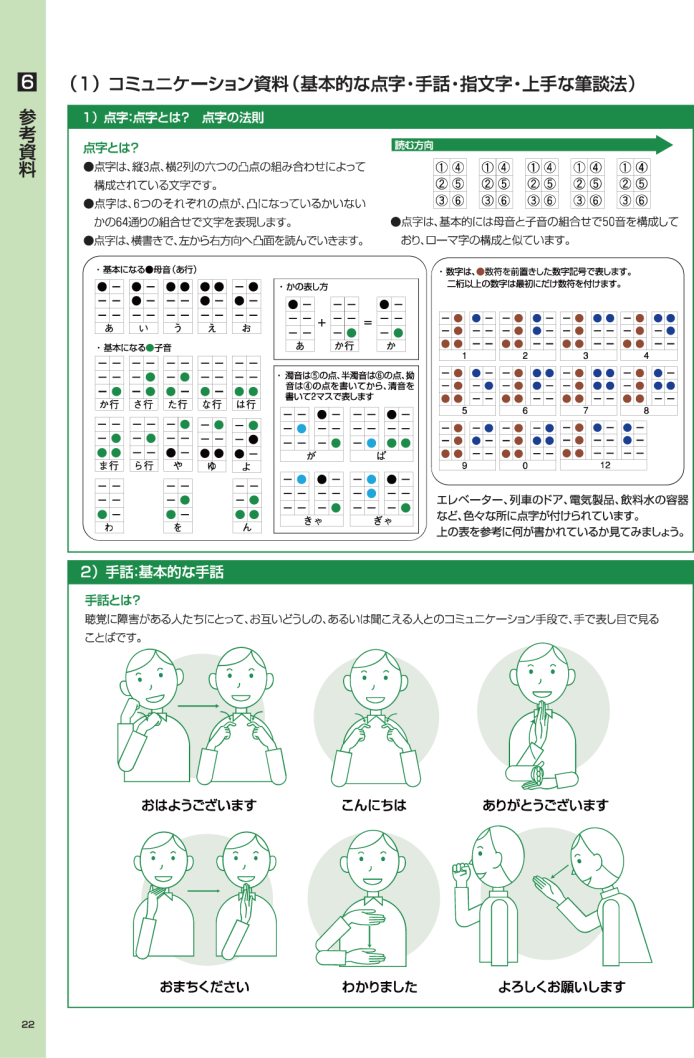 6
参考資料
（1）コミュニケーション資料（基本的な点字・手話・指文字・上手な筆談法）
1）点字:点字とは？　点字の法則
点字とは？
●点字は、縦3点、横2列の六つの凸点の組み合わせによって
構成されている文字です。
●点字は、6つのそれぞれの点が、凸になっているかいない
かの64通りの組合せで文字を表現します。
●点字は、横書きで、左から右方向へ凸面を読んでいきます。
読む方向
①④ ①④ ①④ ①④ ①④
②⑤ ②⑤ ②⑤ ②⑤ ②⑤
③⑥ ③⑥ ③⑥ ③⑥ ③⑥
●点字は、基本的には母音と子音の組合せで50音を構成して
おり、ローマ字の構成と似ています。
・基本になる●母音（あ行）
あ い う え お
・基本になる●子音
か行 さ行 た行 な行 は行
ま行 ら行 や ゆ よ
わ を ん
・かの表し方
＋ ＝
あ か行 か
・濁音は⑤の点、半濁音は⑥の点、拗
音は④の点を書いてから、清音を
書いて2マスで表します
が ぱ
きゃ ぎゃ
・数字は、●数符を前置きした数字記号で表します。
二桁以上の数字は最初にだけ数符を付けます。
1 2 3 4
5 6 7 8
9 0 12
エレベーター、列車のドア、電気製品、飲料水の容器
など、色々な所に点字が付けられています。
上の表を参考に何が書かれているか見てみましょう。
2）手話:基本的な手話
手話とは？
聴覚に障害がある人たちにとって、お互いどうしの、あるいは聞こえる人とのコミュニケーション手段で、手で表し目で見る
ことばです。
おはようございます こんにちは ありがとうございます
おまちください わかりました よろしくお願いします
22